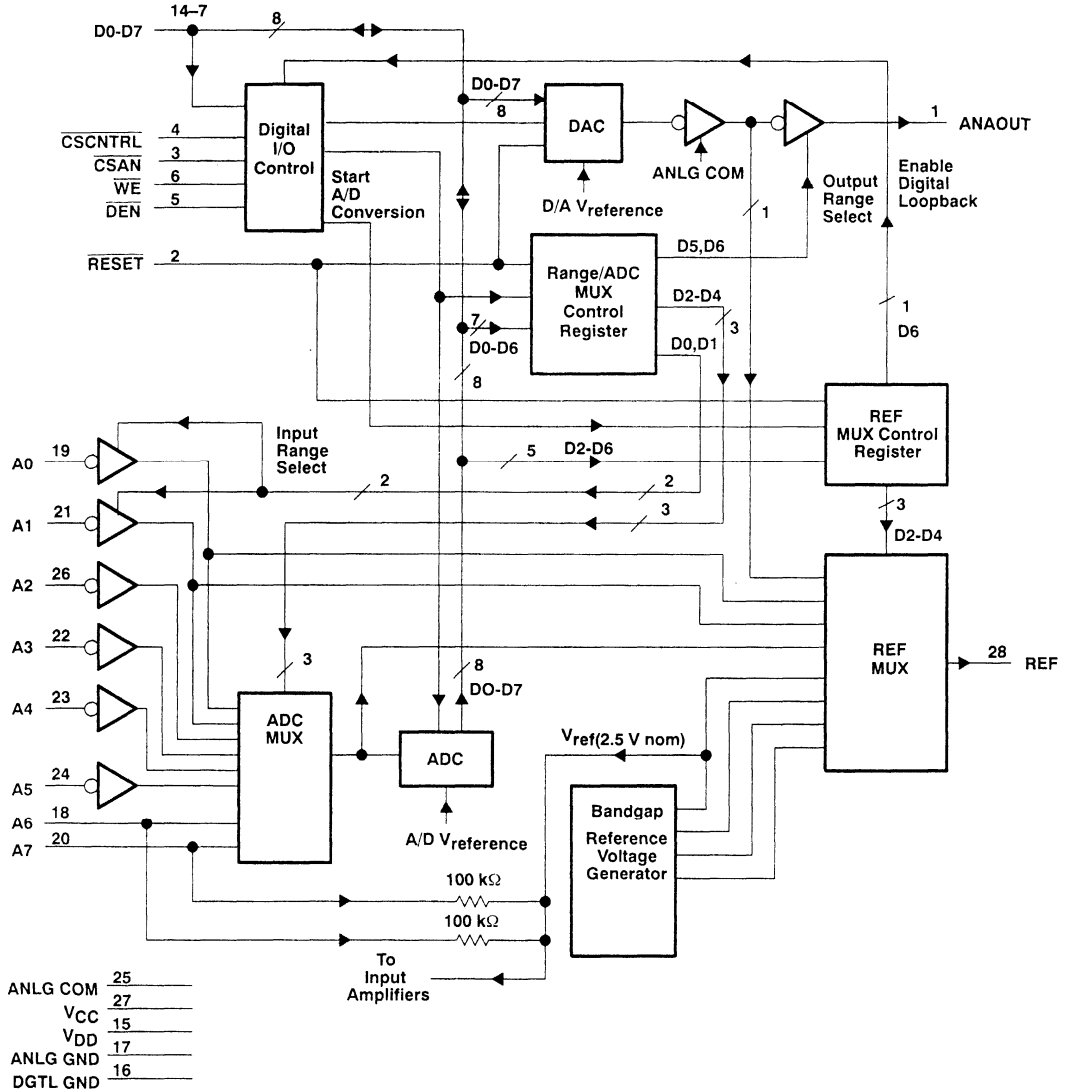 14–7
D0-D7
8
D0-D7
8
Digital
I/O
Control
CSCNTRL
4
CSAN
3
WE
6
DEN
5
RESET
2
Start
A/D
Conversion
DAC
D/A Vreference
ANLG COM
1
Output
Range
Select
1
ANAOUT
Enable
Digital
Loopback
Range/ADC
MUX
Control
Register
D5,D6
D2-D4
3
D0,D1
7
D0-D6
8
1
D6
REF
MUX Control
Register
5
D2-D6
3
D2-D4
Input
Range
Select
2
2
3
A0
19
A1
21
A2
26
A3
22
A4
23
A5
24
A6
18
A7
20
3
ADC
MUX
8
DO-D7
ADC
A/D Vreference
REF
MUX
28
REF
Vref(2.5 V nom)
Bandgap
Reference
Voltage
Generator
100 kΩ
100 kΩ
To
Input
Amplifiers
ANLG COM
25
VCC
27
VDD
15
ANLG GND
17
DGTL GND
16